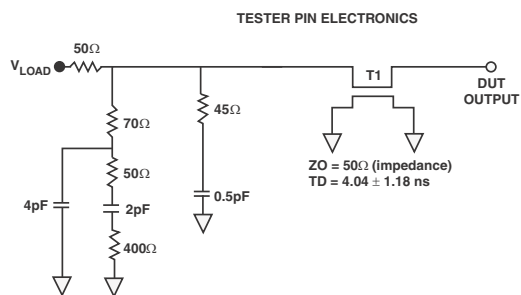 TESTER PIN ELECTRONICS
50Ω
VLOAD
T1
DUT
OUTPUT
70Ω
45Ω
50Ω
ZO = 50Ω (impedance)
TD = 4.04 ± 1.18 ns
4pF
2pF
0.5pF
400Ω